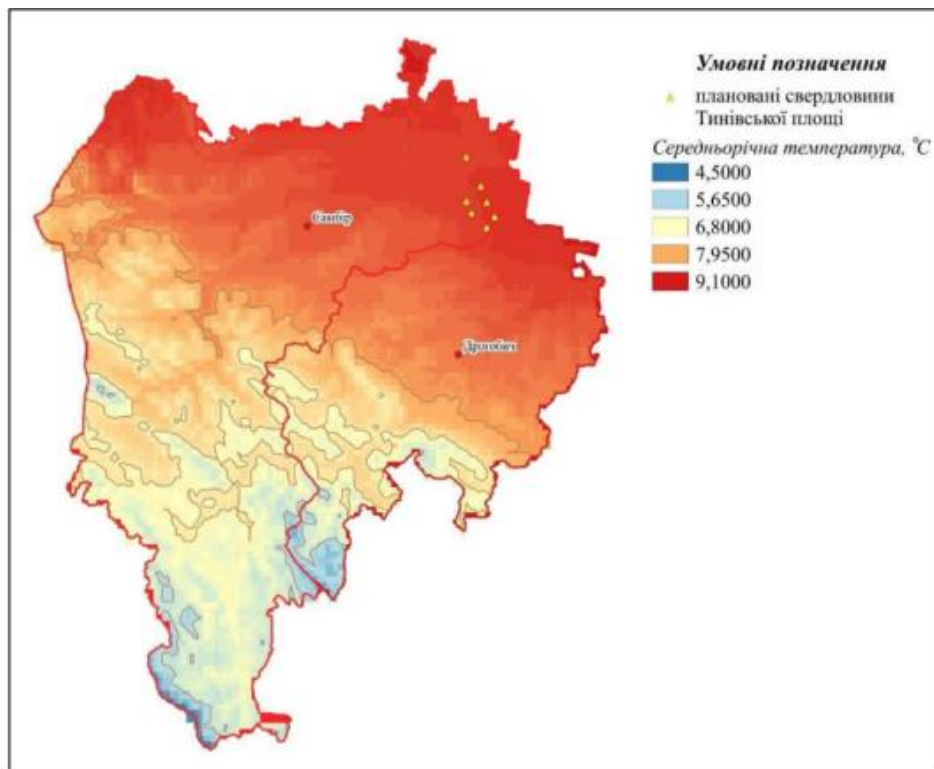 Умовні позначення
плановані свердловини
Тинівської площі
Середньорічна температура, °С
4,5000
5,6500
6,8000
7,9500
9,1000
Самбір
Дрогобич